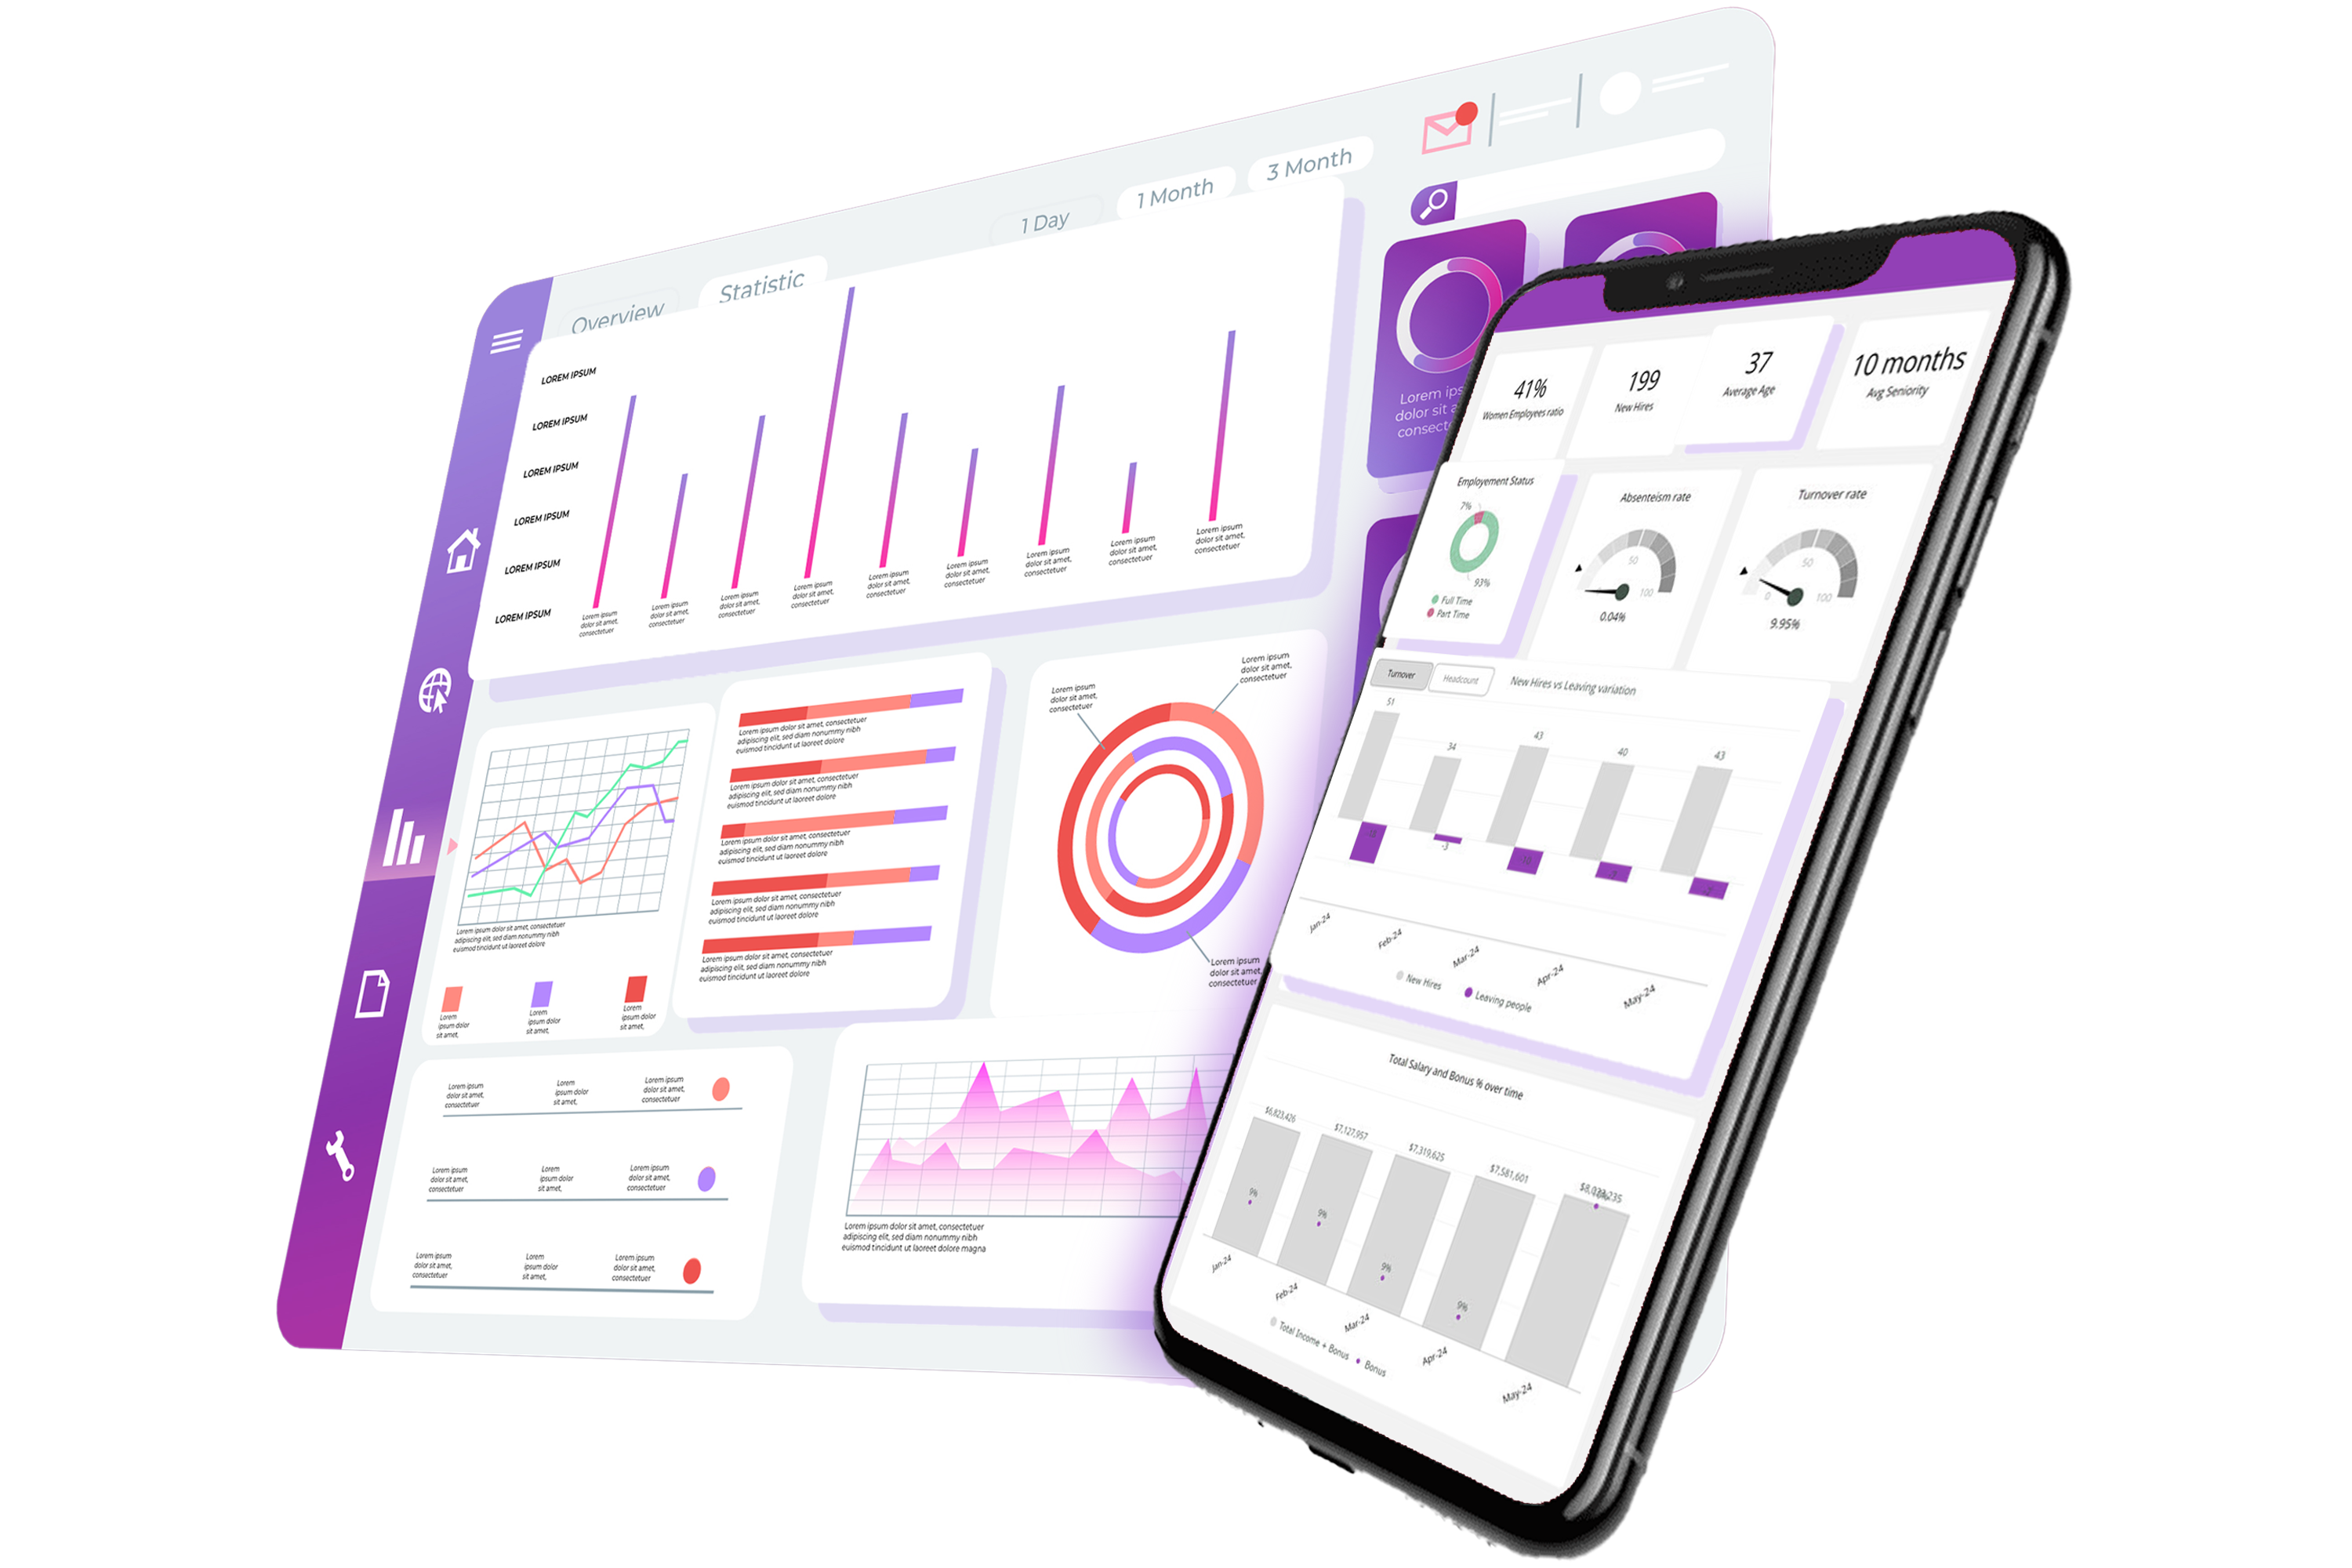 Overview
Statistic
1 Day
1 Month
3 Month
LOREM IPSUM
LOREM IPSUM
LOREM IPSUM
LOREM IPSUM
LOREM IPSUM
LOREM IPSUM
Lorem ipsum
dolor sit amet,
consectetuer
Lorem ipsum
dolor sit amet,
consectetuer
Lorem ipsum
dolor sit amet,
consectetuer
Lorem ipsum
dolor sit amet,
consectetuer
Lorem ipsum
dolor sit amet,
consectetuer
Lorem ipsum
dolor sit amet,
consectetuer
Lorem ipsum
dolor sit amet,
consectetuer
Lorem ipsum
dolor sit amet,
consectetuer
Lorem ipsum
dolor sit amet,
consectetuer
Lorem ips
dolor sit a
consect
Lorem ipsum dolor sit amet, consectetuer
adipiscing elit, sed diam nonummy nibh
euismod tincidunt ut laoreet dolore
Lorem
ipsum dolor
sit amet,
Lorem
ipsum dolor
sit amet,
Lorem
ipsum dolor
sit amet,
Lorem ipsum dolor sit amet, consectetuer
adipiscing elit, sed diam nonummy nibh
euismod tincidunt ut laoreet dolore
Lorem ipsum dolor sit amet, consectetuer
adipiscing elit, sed diam nonummy nibh
euismod tincidunt ut laoreet dolore
Lorem ipsum dolor sit amet, consectetuer
adipiscing elit, sed diam nonummy nibh
euismod tincidunt ut laoreet dolore
Lorem ipsum dolor sit amet, consectetuer
adipiscing elit, sed diam nonummy nibh
euismod tincidunt ut laoreet dolore
Lorem ipsum dolor sit amet, consectetuer
adipiscing elit, sed diam nonummy nibh
euismod tincidunt ut laoreet dolore
Lorem ipsum
dolor sit amet,
consectetuer
Lorem ipsum
dolor sit amet,
consectetuer
Lorem ipsum
dolor sit amet,
consectetuer
Lorem ipsum
dolor sit amet,
consectetuer
Lorem
ipsum dolor
sit amet,
Lorem ipsum
dolor sit amet,
consectetuer
Lorem ipsum
dolor sit amet,
consectetuer
Lorem
ipsum dolor
sit amet,
Lorem ipsum
dolor sit amet,
consectetuer
Lorem ipsum
dolor sit amet,
consectetuer
Lorem
ipsum dolor
sit amet,
Lorem ipsum
dolor sit amet,
consectetuer
Lorem ipsum dolor sit amet, consectetuer
adipiscing elit, sed diam nonummy nibh
euismod tincidunt ut laoreet dolore magna
41%
Women Employees ratio
199
New Hires
37
Average Age
10 months
Avg Seniority
Employement Status
7%
93%
Full Time
Part Time
Absenteism rate
50
100
0.04%
Turnover rate
0
50
100
9.95%
Turnover
Headcount
New Hires vs Leaving variation
51
34
43
40
43
-3
-10
Jan-24
Feb-24
Mar-24
Apr-24
May-24
New Hires
Leaving people
Total Salary and Bonus % over time
$6,823,426
$7,127,957
$7,319,625
$7,581,601
9%
9%
9%
9%
Jan-24
Feb-24
Mar-24
Apr-24
May-24
Total Income + Bonus
Bonus